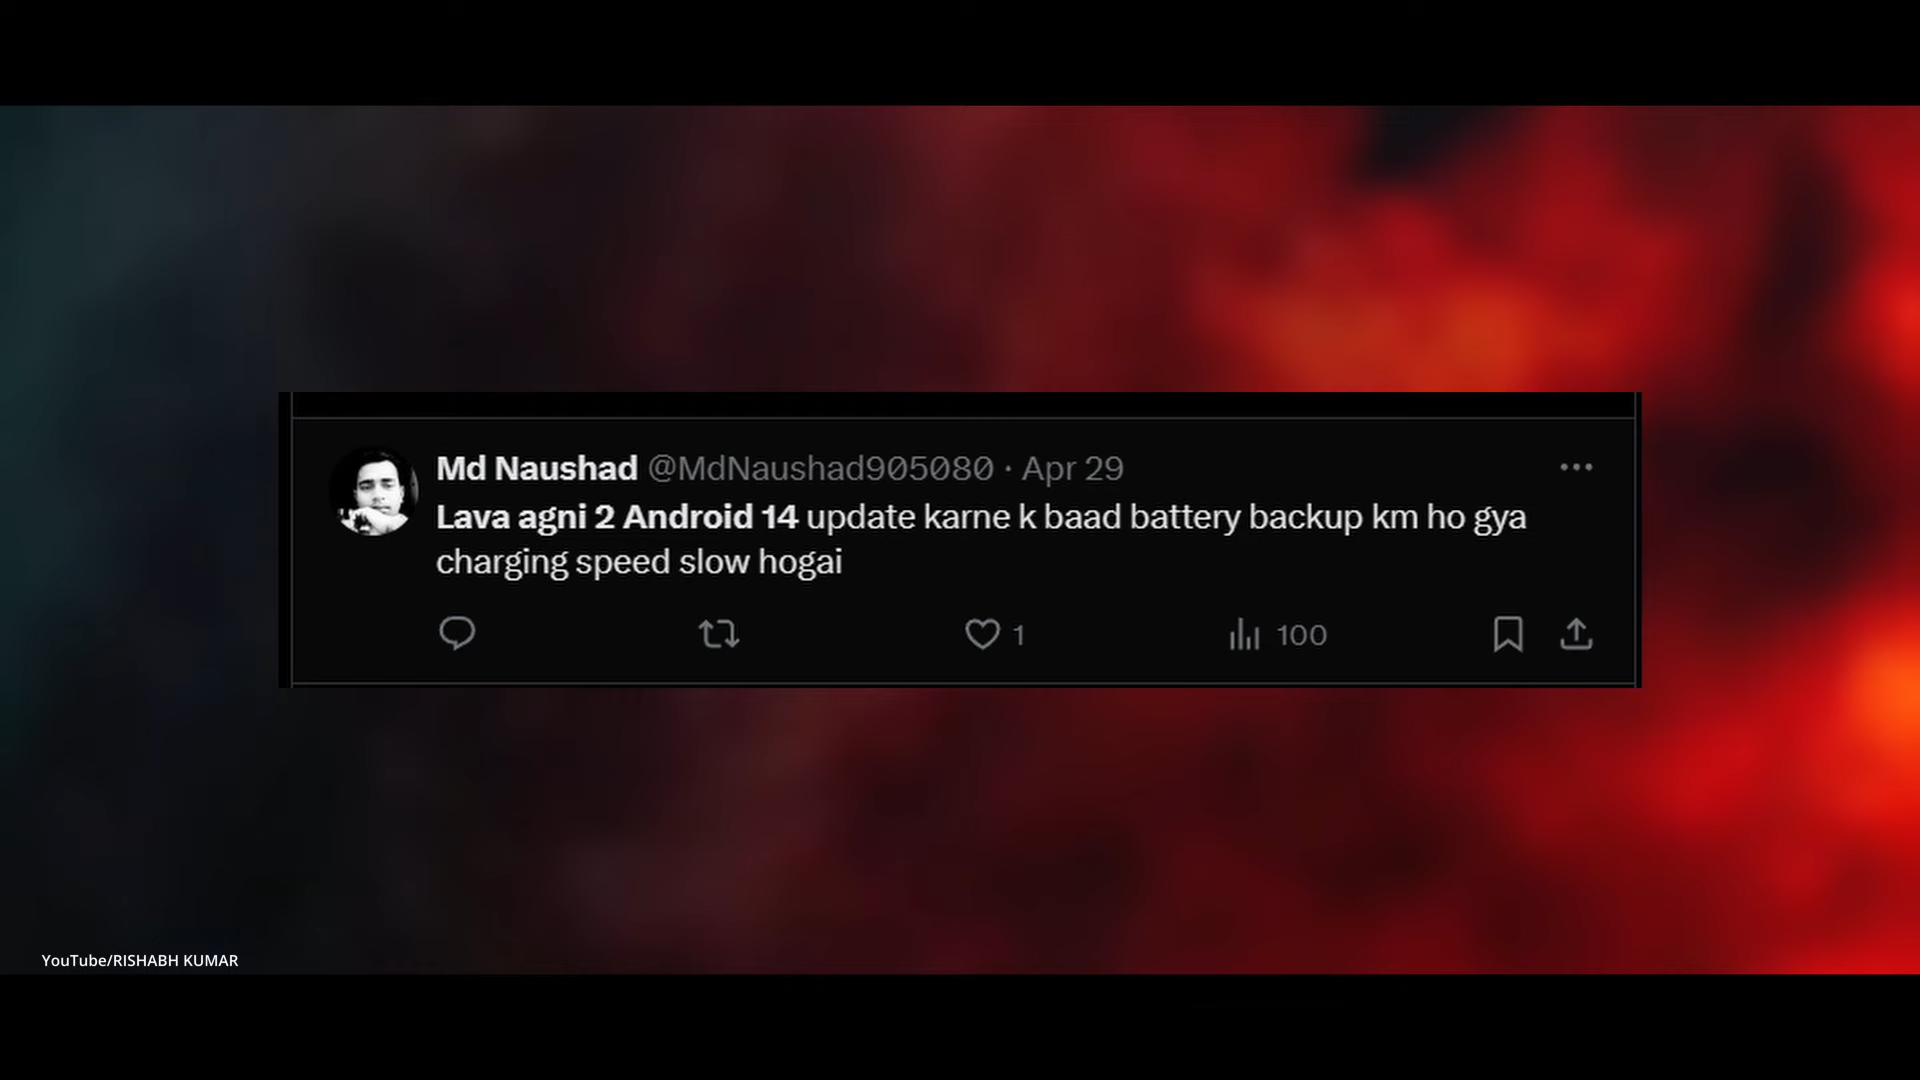 Md Naushad @MdNaushad905080 · Apr 29
Lava agni 2 Android 14 update karne k baad battery backup km ho gya
charging speed slow hogai
1 100
YouTube/RISHABH KUMAR